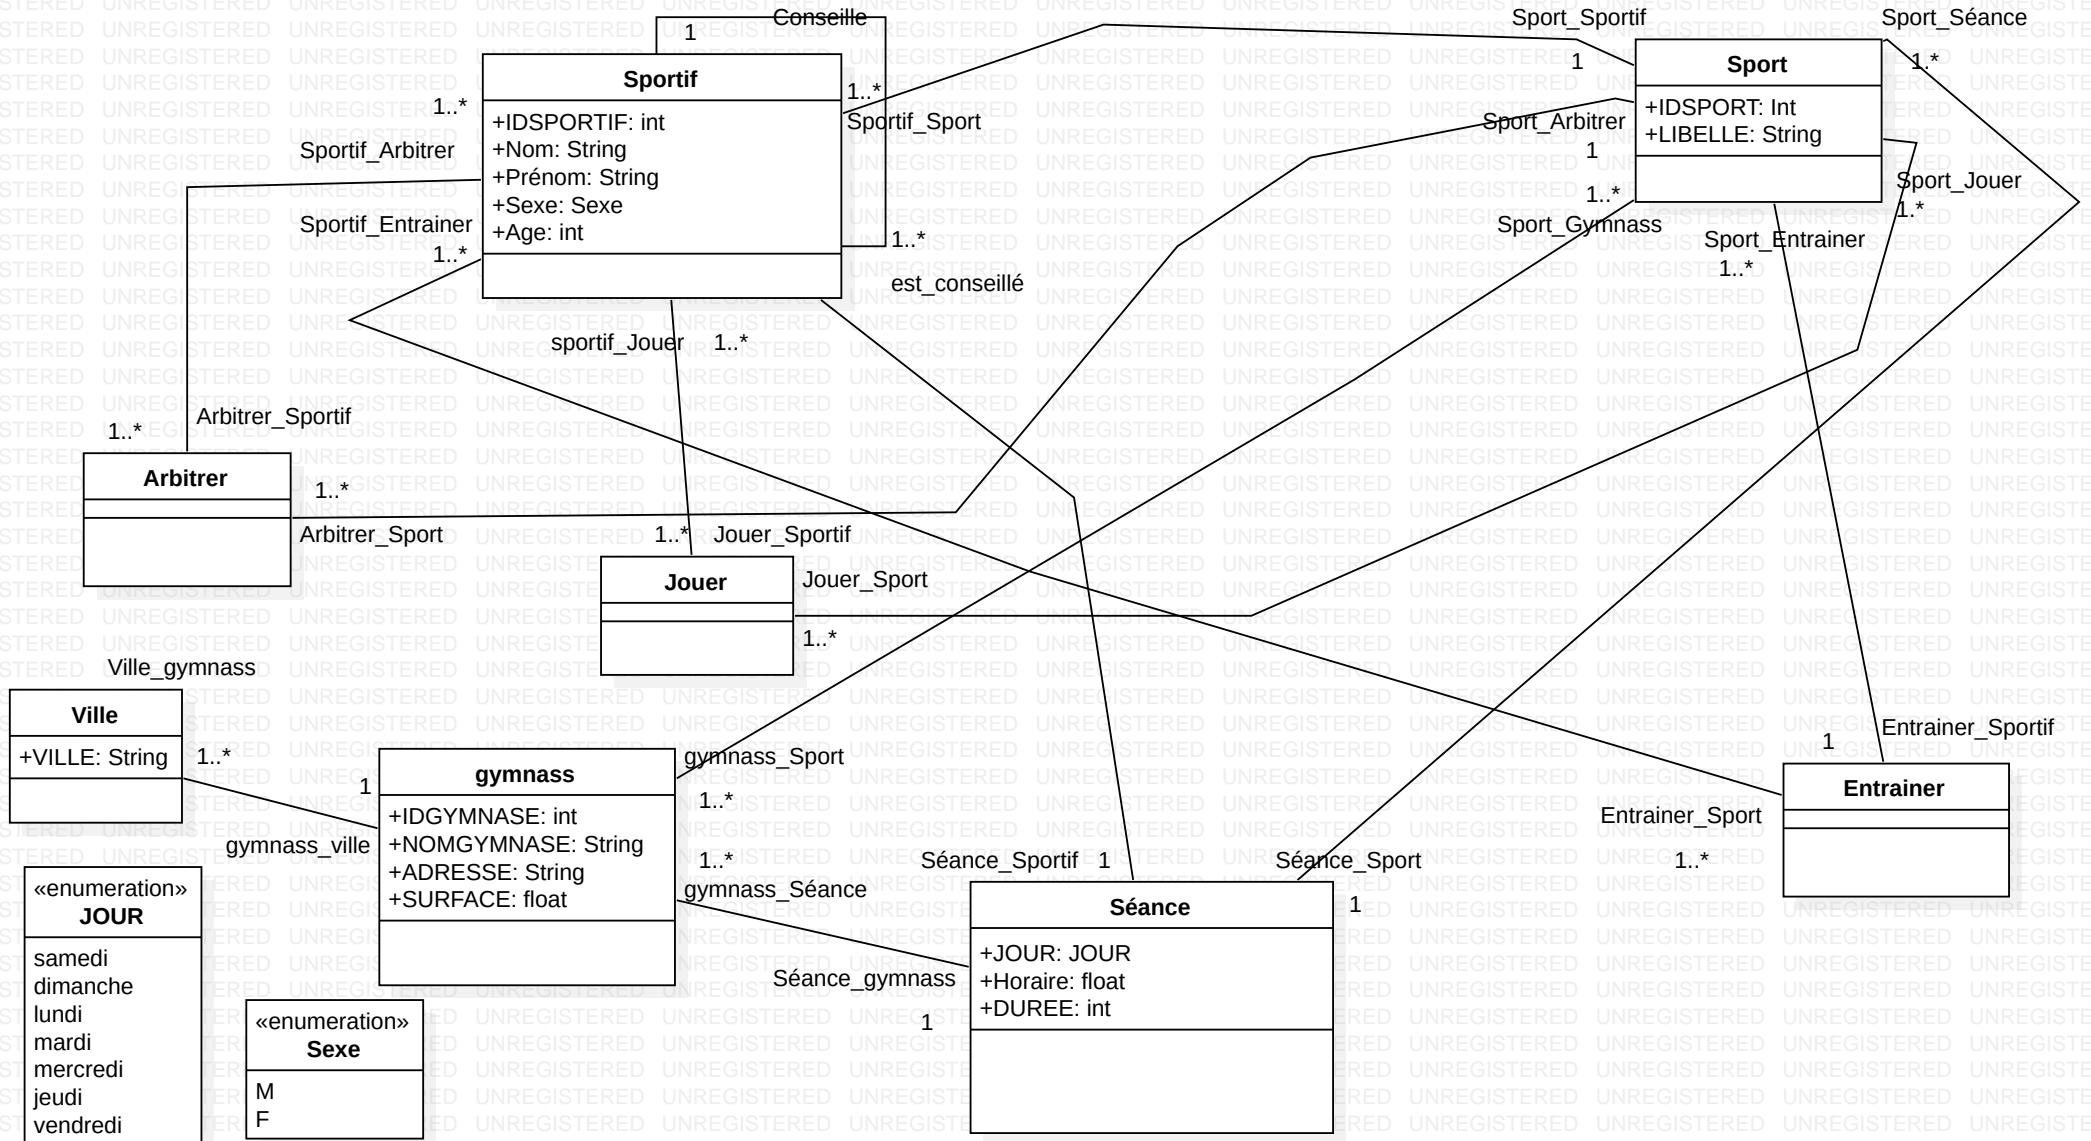 Conseille
1
Sport_Sportif
Sport_Séance
1
1.*
Sportif
1..*
+IDSPORTIF: int
+Nom: String
+Prénom: String
+Sexe: Sexe
+Age: int
1..*
Sportif_Sport
Sportif_Arbitrer
Sportif_Entrainer
1..*
1..*
est_conseillé
Sport
+IDSPORT: Int
+LIBELLE: String
Sport_Arbitrer
1
1..*
Sport_Gymnass
Sport_Jouer
1.*
Sport_Entrainer
1..*
sportif_Jouer
1..*
Arbitrer_Sportif
1..*
Arbitrer
1..*
Arbitrer_Sport
1..*
Jouer_Sportif
Jouer
Jouer_Sport
1..*
Ville_gymnass
Ville
+VILLE: String
1..*
1
gymnass_ville
gymnass
+IDGYMNASE: int
+NOMGYMNASE: String
+ADRESSE: String
+SURFACE: float
gymnass_Sport
1..*
1..*
gymnass_Séance
Séance_gymnass
1
Séance_Sportif
1
Séance_Sport
1
Séance
+JOUR: JOUR
+Horaire: float
+DUREE: int
Entrainer_Sportif
1
Entrainer
Entrainer_Sport
1..*
«enumeration»
JOUR
samedi
dimanche
lundi
mardi
mercredi
jeudi
vendredi
«enumeration»
Sexe
M
F
UNREGISTERED